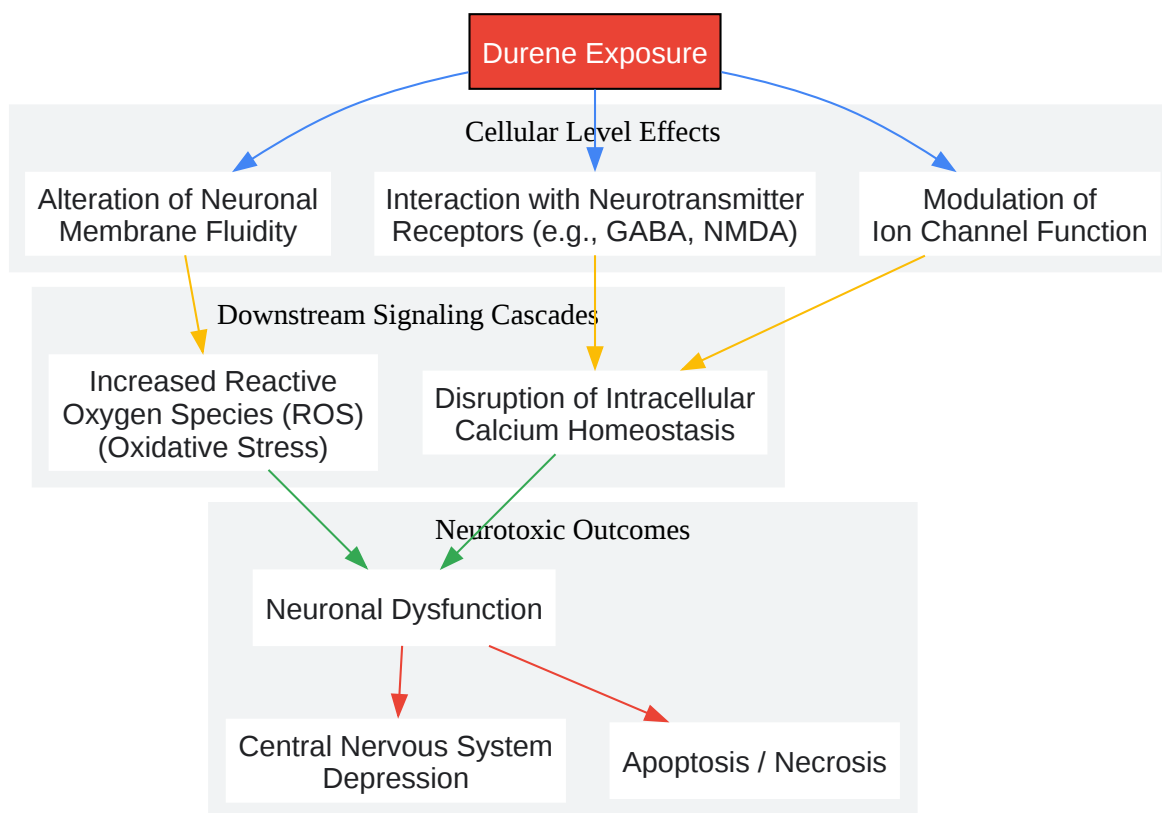 Durene Exposure
Cellular Level Effects
Alteration of Neuronal
Membrane Fluidity
Interaction with Neurotransmitter
Receptors (e.g., GABA, NMDA)
Modulation of
Ion Channel Function
Downstream Signaling Cascades
Increased Reactive
Oxygen Species (ROS)
(Oxidative Stress)
Disruption of Intracellular
Calcium Homeostasis
Neurotoxic Outcomes
Neuronal Dysfunction
Central Nervous System
Depression
Apoptosis / Necrosis